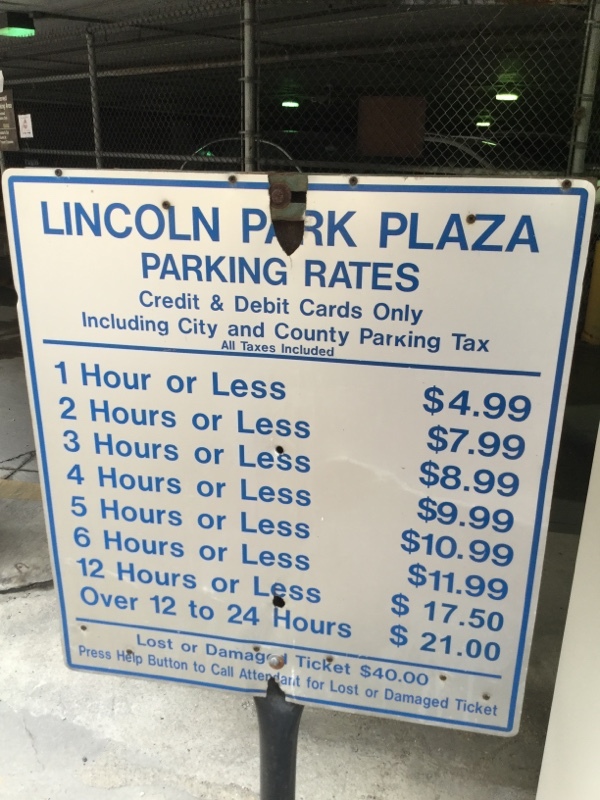 LINCOLN PARK PLAZA
PARKING RATES
Credit & Debit Cards Only
Including City and County Parking Tax
All Taxes Included
1 Hour or Less $4.99
2 Hours or Less $7.99
3 Hours or Less $8.99
4 Hours or Less $9.99
5 Hours or Less $10.99
6 Hours or Less $11.99
12 Hours or Less $ 17.50
Over 12 to 24 Hours $ 21.00
Lost or Damaged Ticket $40.00
Press Help Button to Call Attendant for Lost or Damaged Ticket